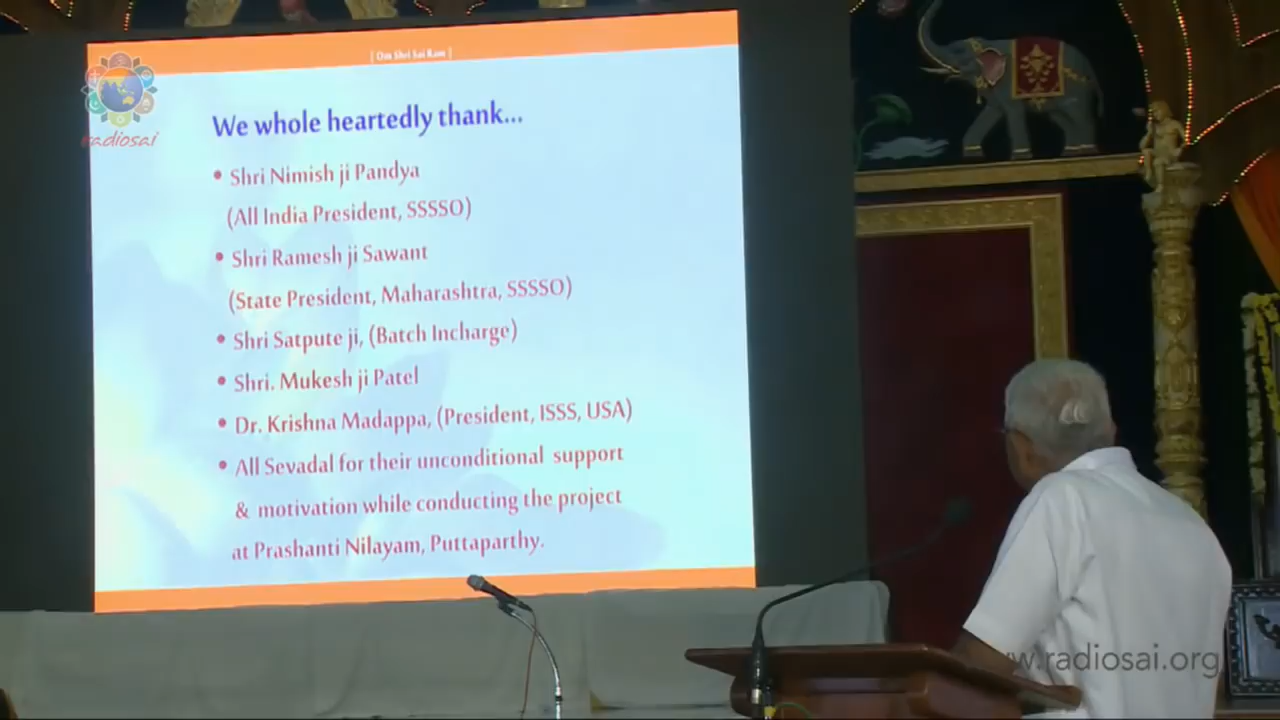 [ Om Shri Sai Ram ]
radiosai
We whole heartedly thank...
• Shri Nimish ji Pandya
(All India President, SSSSO)
• Shri Ramesh ji Sawant
(State President, Maharashtra, SSSSO)
• Shri Satpute ji, (Batch Incharge)
• Shri. Mukesh ji Patel
• Dr. Krishna Madappa, (President, ISSS, USA)
• All Sevadal for their unconditional support
& motivation while conducting the project
at Prashanti Nilayam, Puttaparthy.
www.radiosai.org